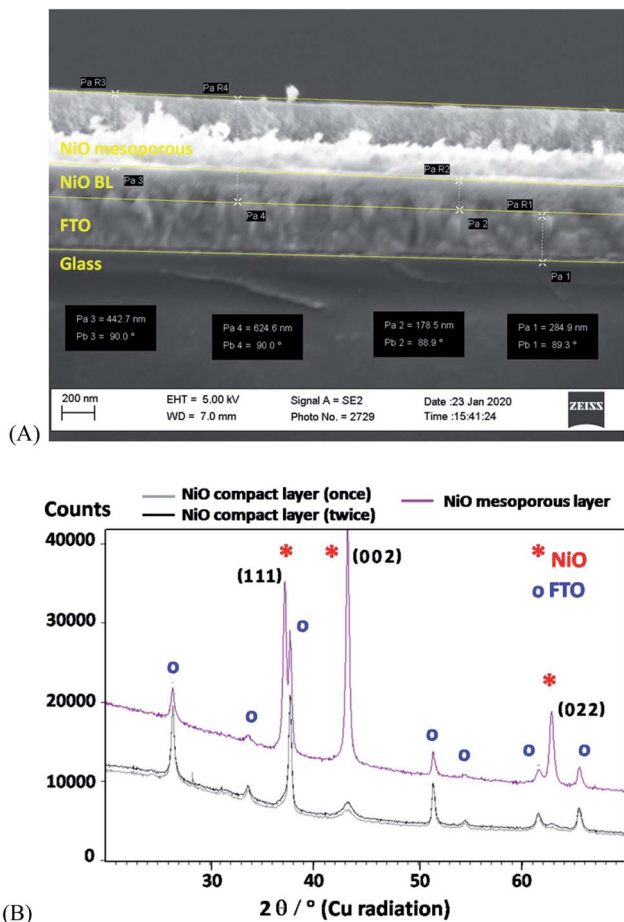 Pa R3
Pa R4
NiO mesoporous
Pa R2
NiO BL
Pa 3
Pa R1
FTO
Pa 4
Pa 2
Glass
Pa 1
Pa 3 = 442.7 nm
Pb 3 = 90.0 °
Pa 4 = 624.6 nm
Pb 4 = 90.0 °
Pa 2 = 178.5 nm
Pb 2 = 88.9 °
Pa 1 = 284.9 nm
Pb 1 = 89.3 °
200 nm
EHT = 5.00 kV
WD = 7.0 mm
Signal A = SE2
Photo No. = 2729
Date :23 Jan 2020
Time :15:41:24
ZEISS
(A)
Counts
NiO compact layer (once)
NiO compact layer (twice)
NiO mesoporous layer
40000
30000
20000
10000
0
* * (002) * NiO
(111) o o FTO
o o * (022)
o o o o
30 40 50 60
2 θ / ° (Cu radiation)
(B)